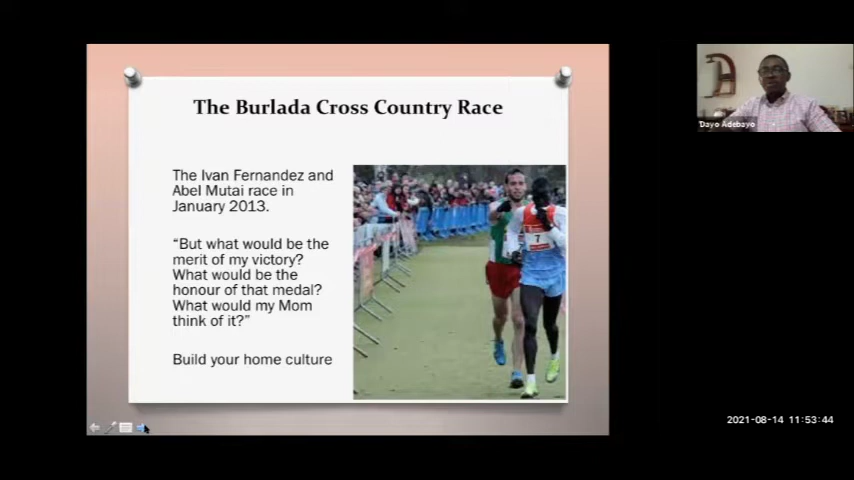 The Burlada Cross Country Race
The Ivan Fernandez and
Abel Mutai race in
January 2013.
“But what would be the
merit of my victory?
What would be the
honour of that medal?
What would my Mom
think of it?”
Build your home culture
7
Dayo Adebayo
2021-08-14 11:53:44